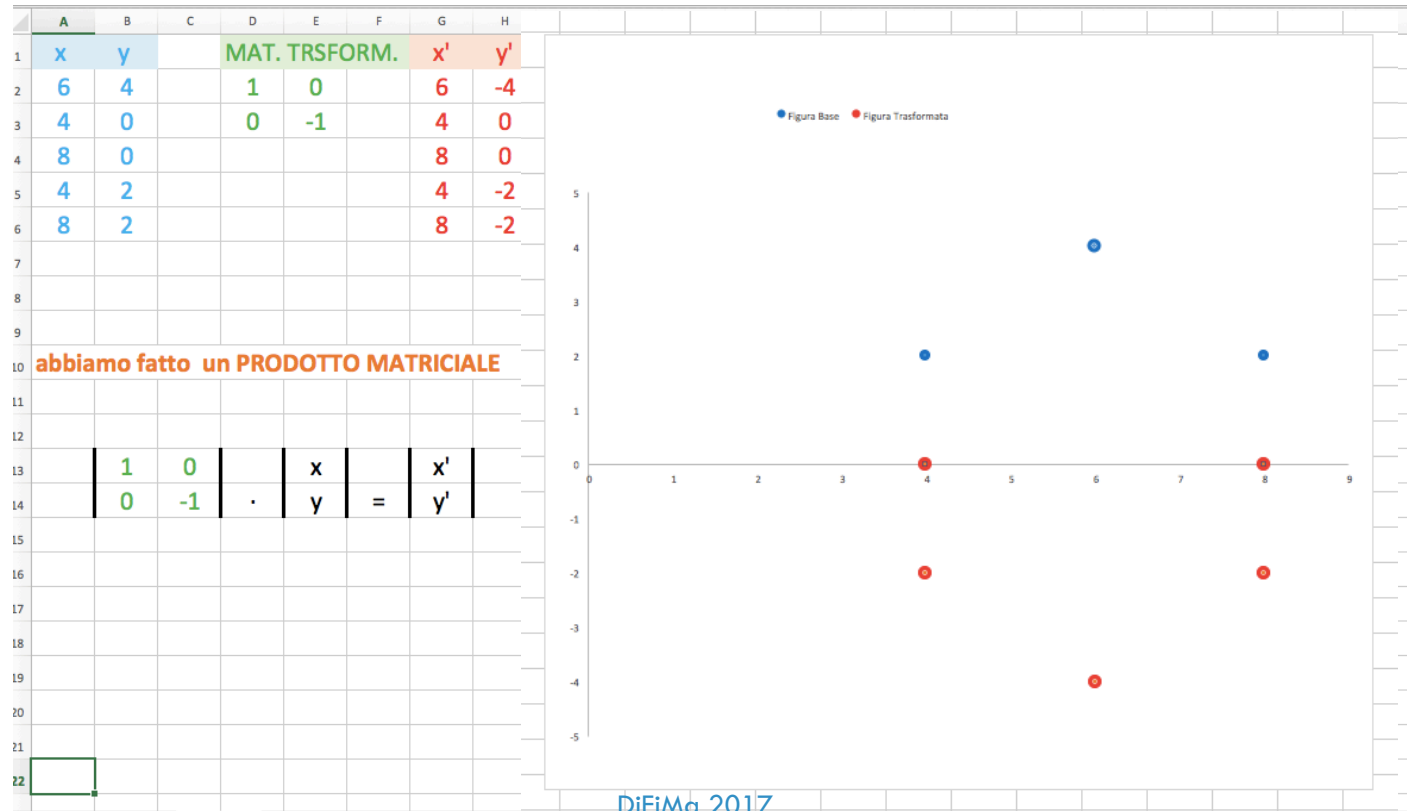 A B C D E F G H
1 x y MAT. TRSFORM. x' y'
2 6 4 1 0 6 -4
3 4 0 0 -1 4 0
4 8 0 8 0
5 4 2 4 -2
6 8 2 8 -2
7
8
9
10 abbiamo fatto un PRODOTTO MATRICIALE
11
12
13 1 0 x x'
14 0 -1 · y = y'
15
16
17
18
19
20
21
22
Figura Base Figura Trasformata
5
4
3
2
1
0
0 1 2 3 4 5 6 7 8 9
-1
-2
-3
-4
-5
DiFiMa 2017